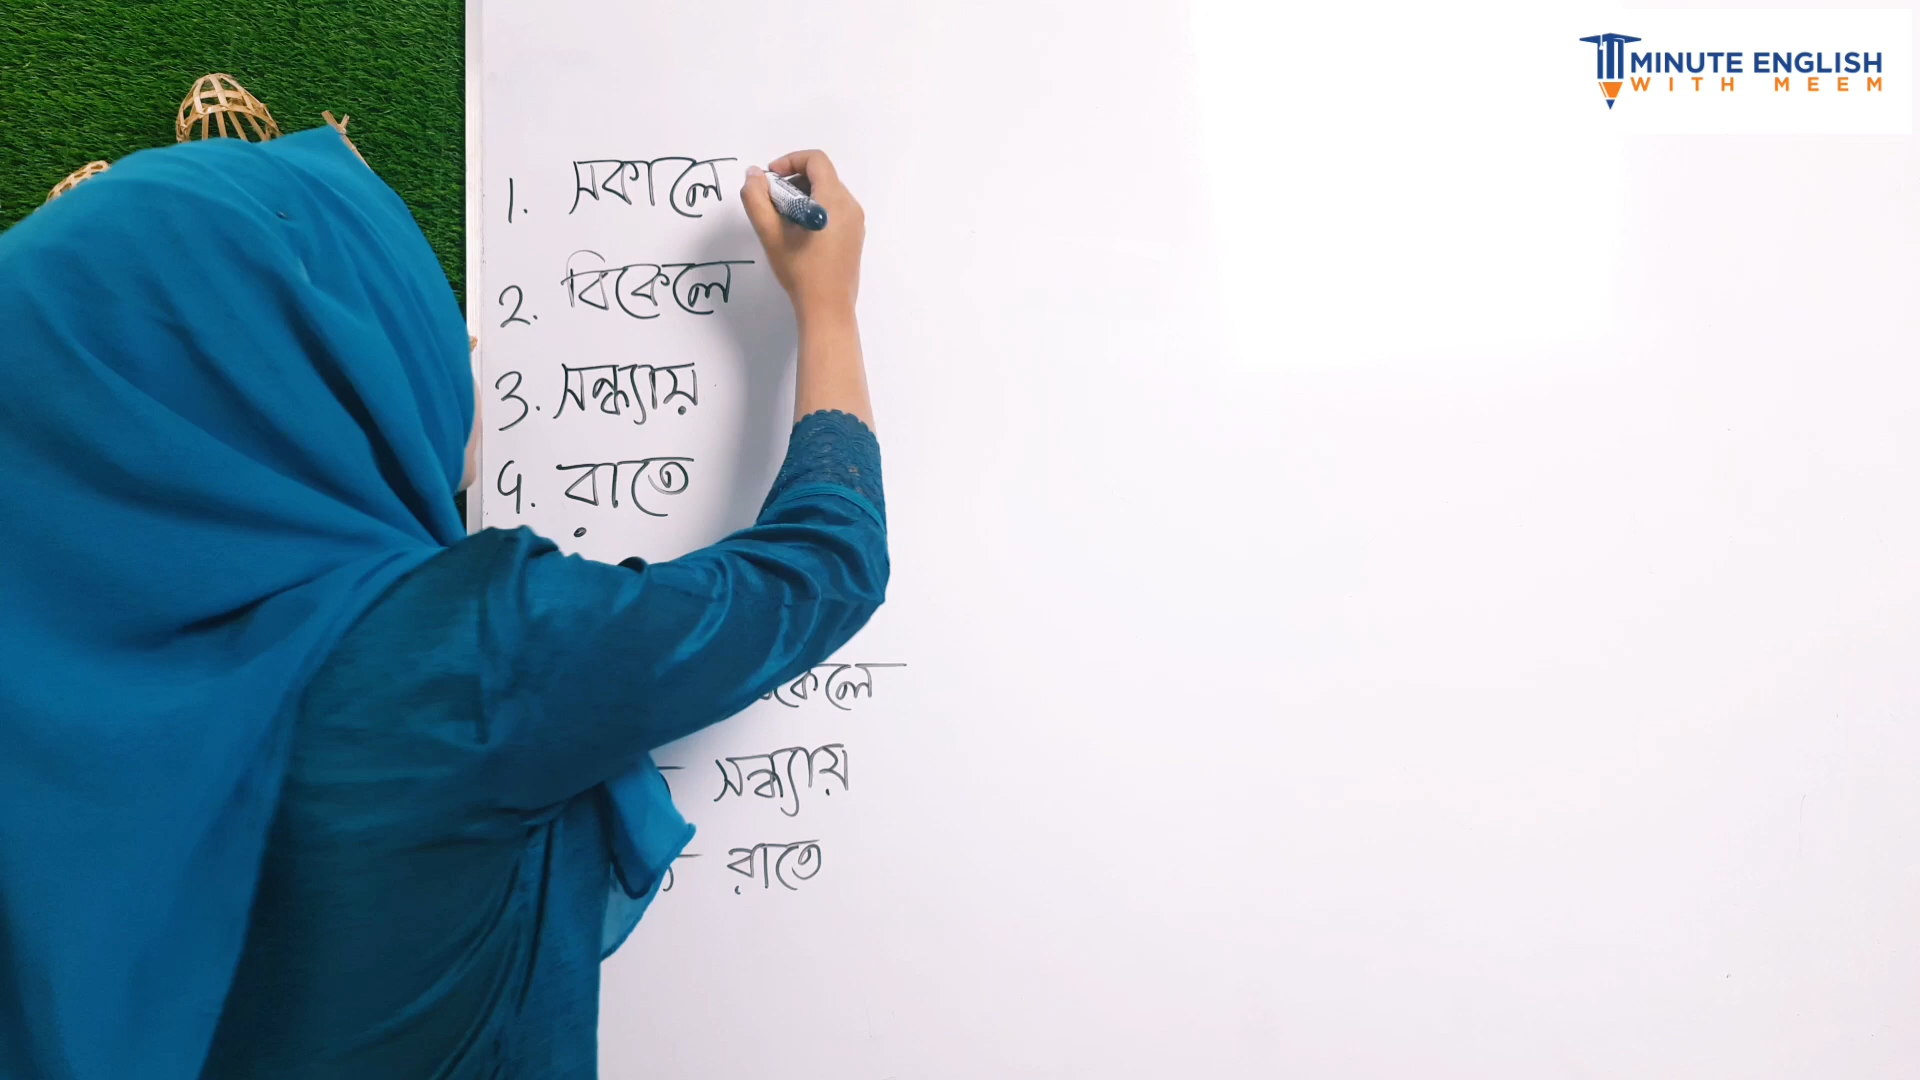 MINUTE ENGLISH
WITH MEEM
1. সকালে
2. বিকেলে
3. সন্ধ্যায়
4. রাতে
সন্ধ্যায়
রাতে